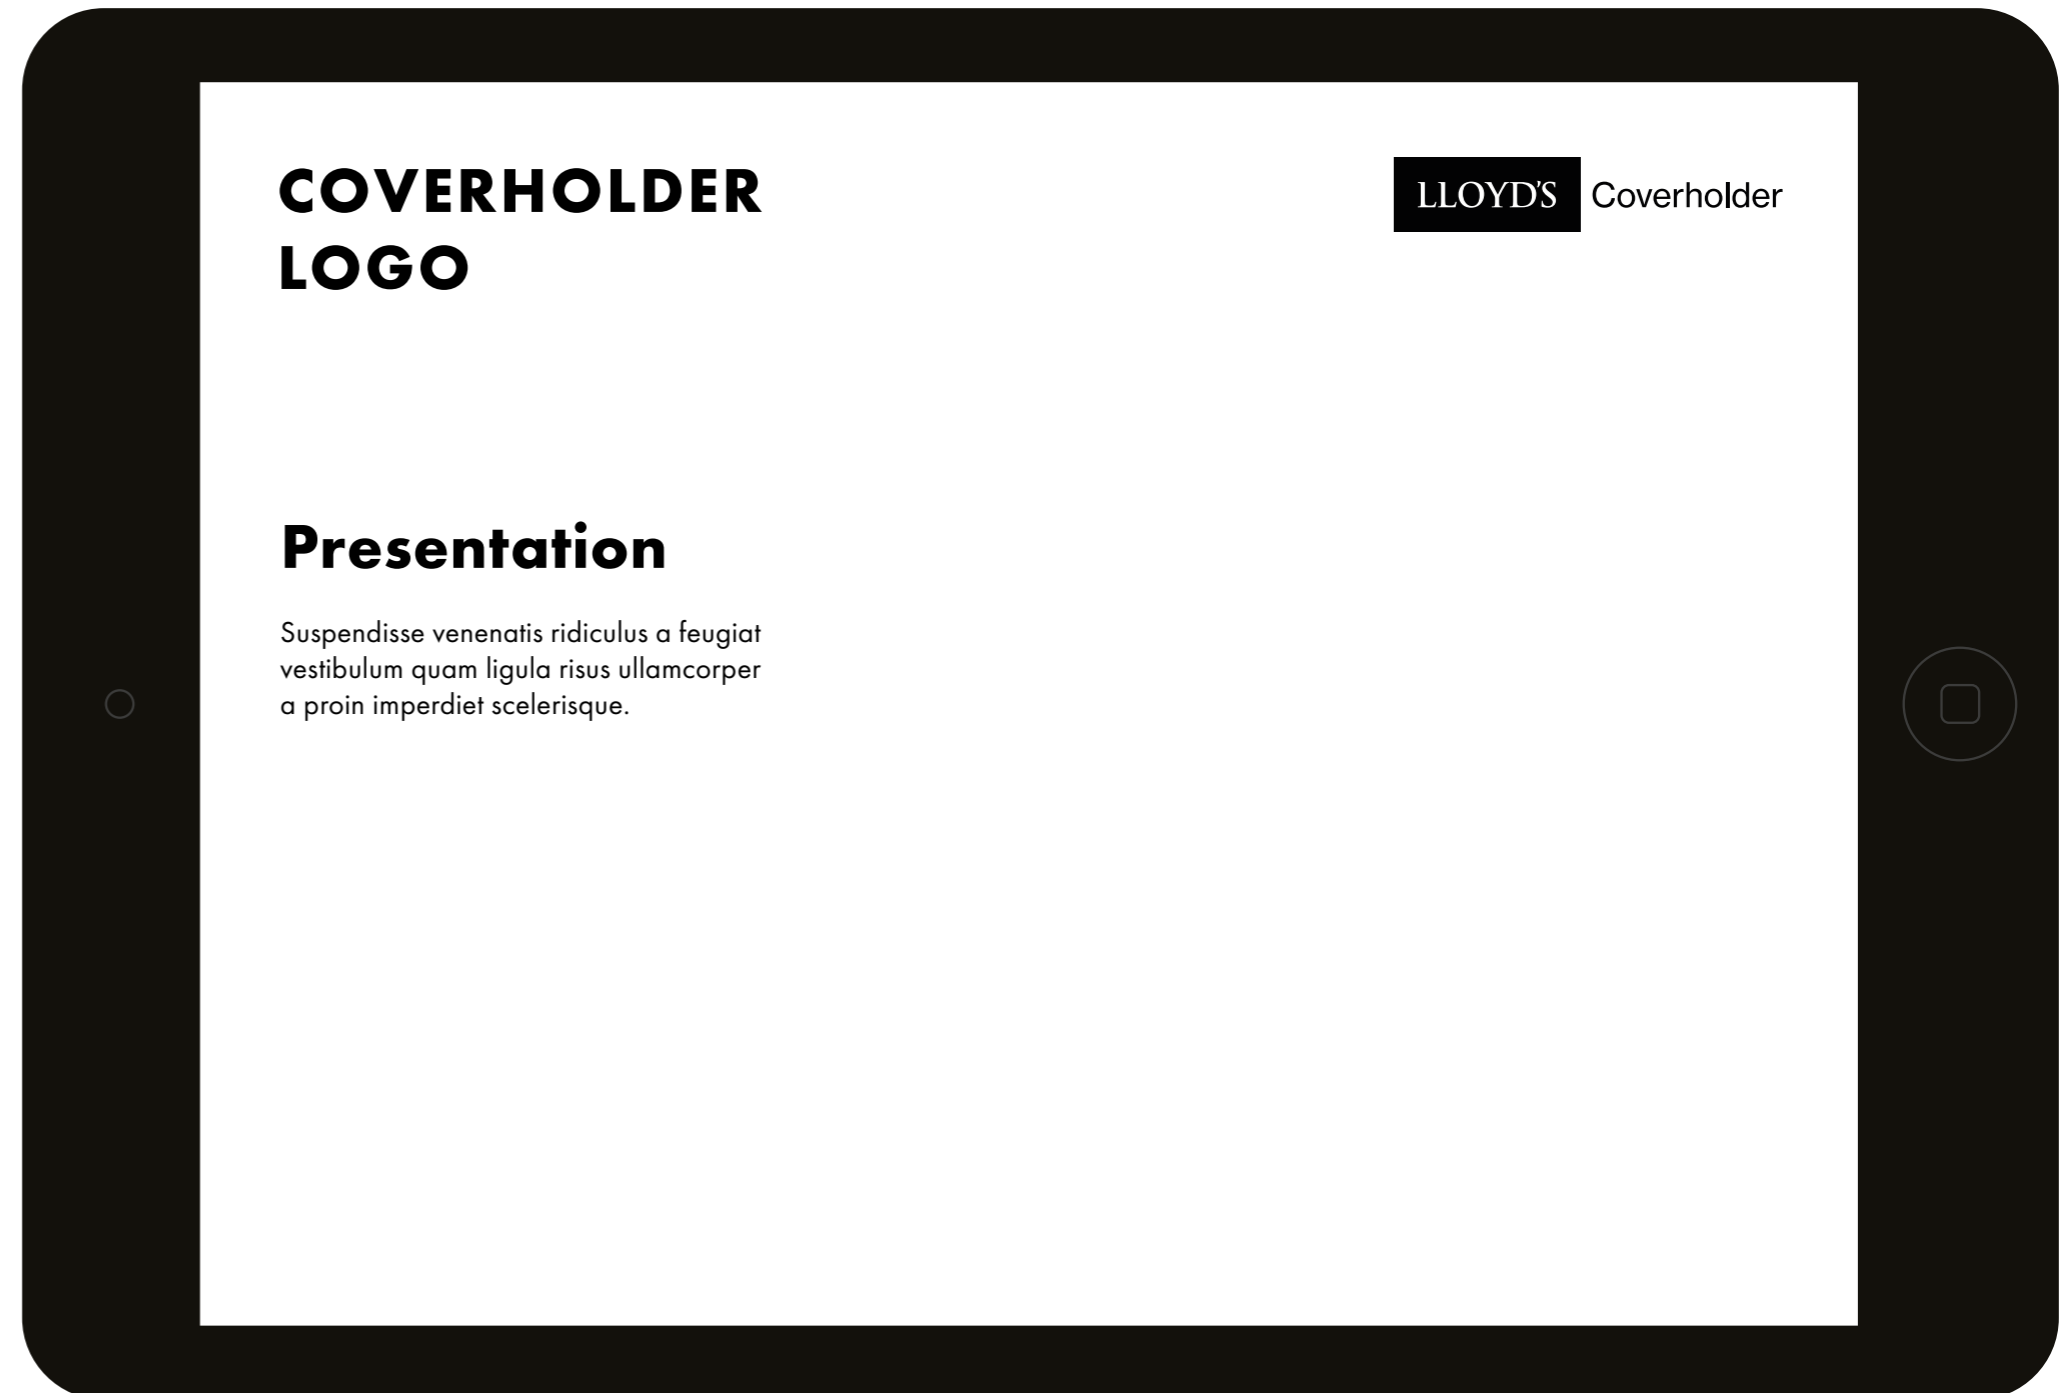 COVERHOLDER
LOGO
LLOYD'S Coverholder
Presentation
Suspendisse venenatis ridiculus a feugiat
vestibulum quam ligula risus ullamcorper
a proin imperdiet scelerisque.